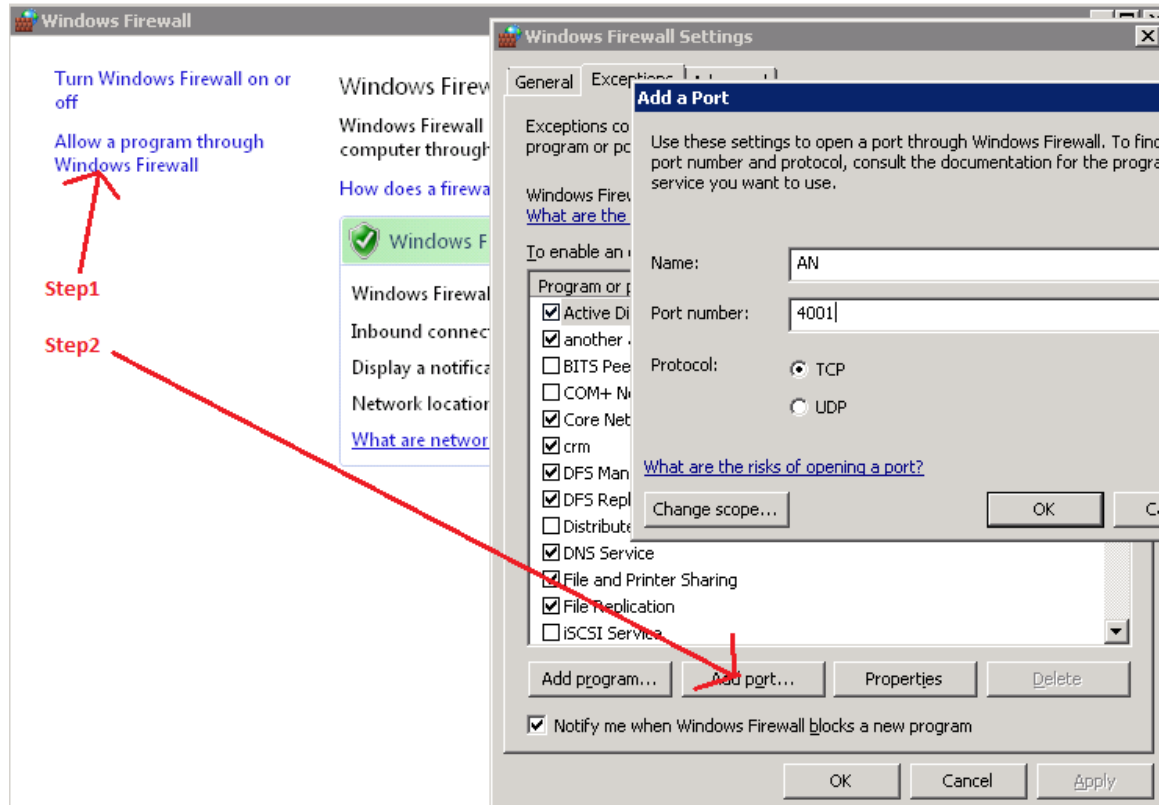 Windows Firewall
Turn Windows Firewall on or
off
Allow a program through
Windows Firewall
Step1
Step2
Windows Firew
Windows Firewall
computer through
How does a firewa
Windows F
Windows Firewal
Inbound connec
Display a notifica
Network location
What are networ
Windows Firewall Settings
General
Exceptions
Exceptions co
program or po
Windows Firew
What are the
To enable an
Program or p
Active Di
another
BITS Pee
COM+ N
Core Net
crm
DFS Man
DFS Repl
Distribute
DNS Service
File and Printer Sharing
File Replication
iSCSI Service
Add program...
Add port...
Properties
Delete
Notify me when Windows Firewall blocks a new program
OK
Cancel
Apply
Add a Port
Use these settings to open a port through Windows Firewall. To find
port number and protocol, consult the documentation for the progra
service you want to use.
Name:
AN
Port number:
4001
Protocol:
TCP
UDP
What are the risks of opening a port?
Change scope...
OK
Ca